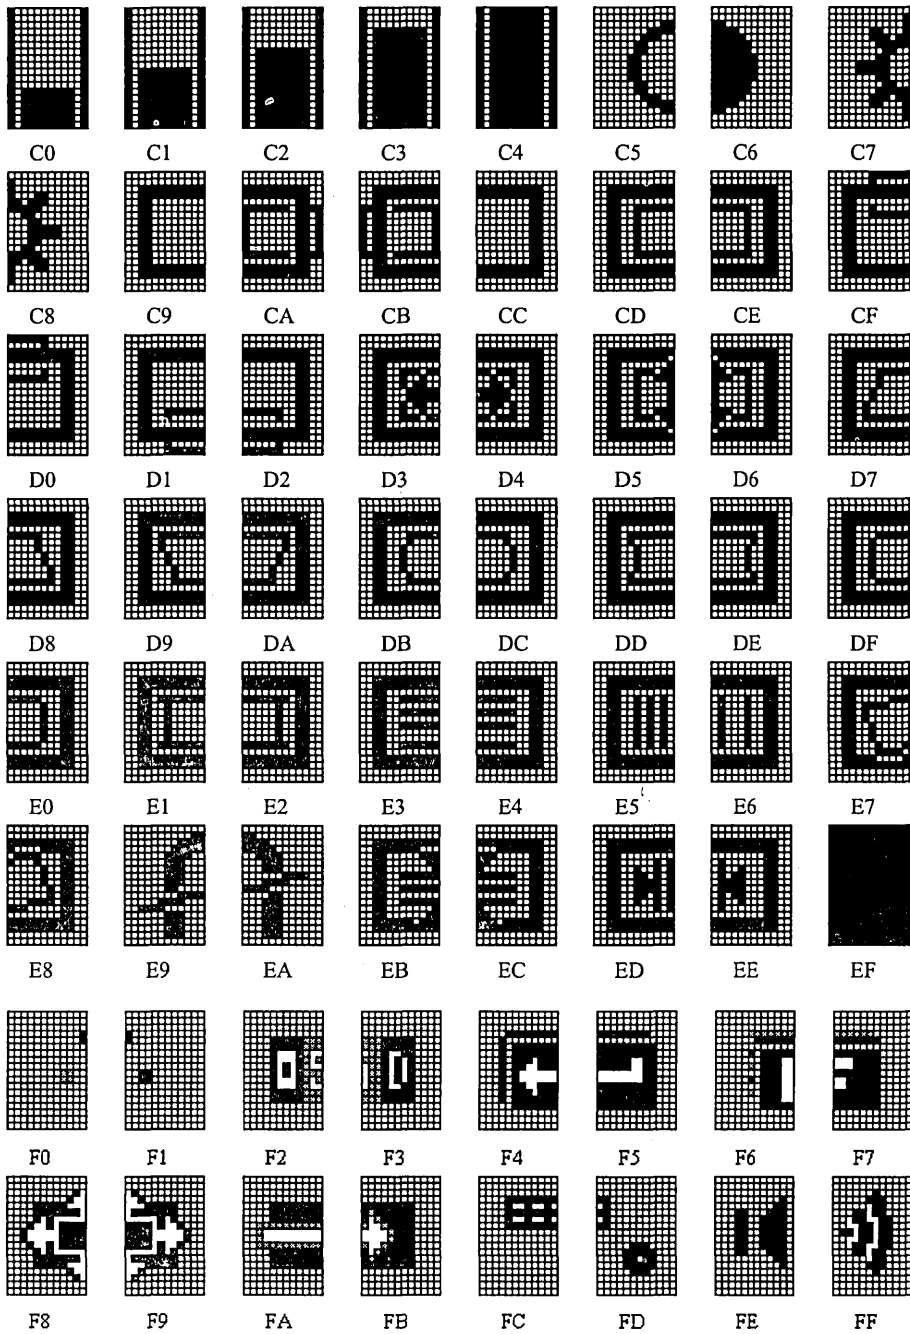 C0 C1 C2 C3 C4 C5 C6 C7
C8 C9 CA CB CC CD CE CF
D0 D1 D2 D3 D4 D5 D6 D7
D8 D9 DA DB DC DD DE DF
E0 E1 E2 E3 E4 E5 E6 E7
E8 E9 EA EB EC ED EE EF
F0 F1 F2 F3 F4 F5 F6 F7
F8 F9 FA FB FC FD FE FF